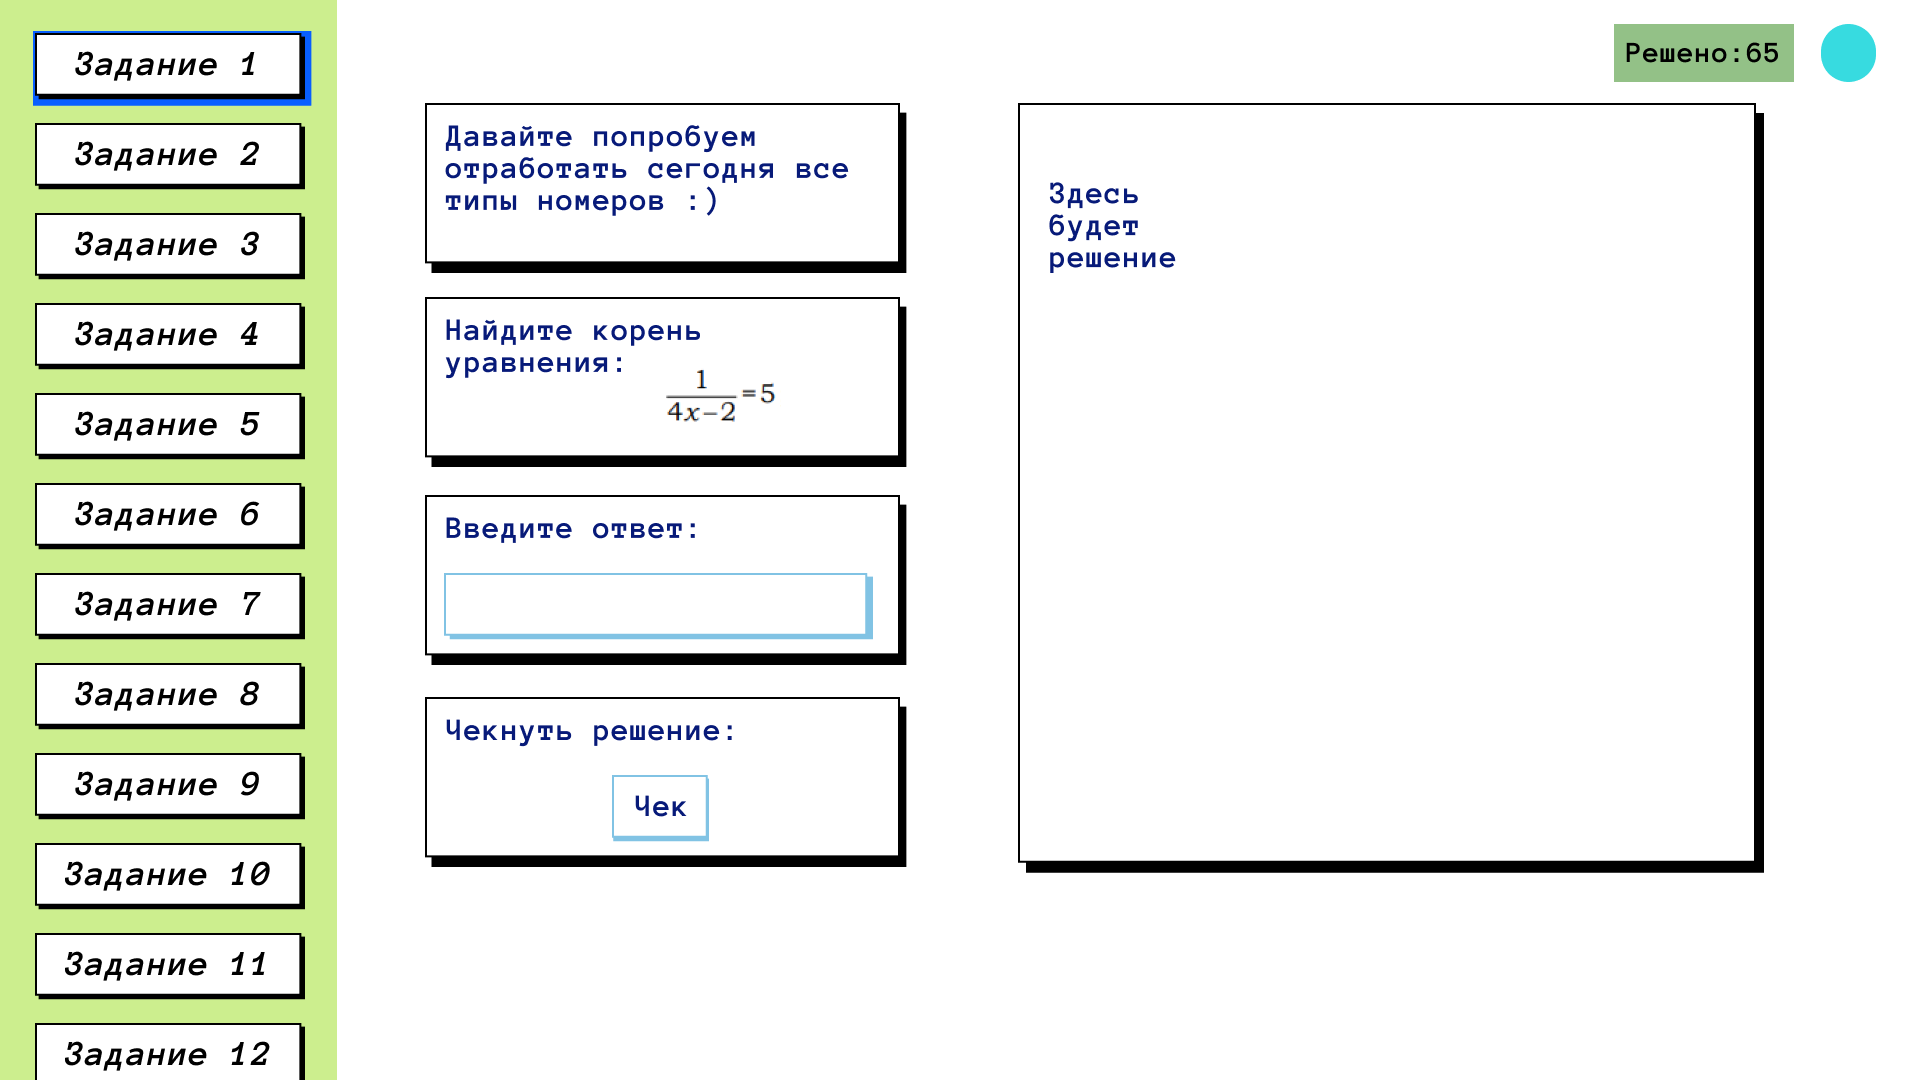 Задание 1
Задание 2
Задание 3
Задание 4
Задание 5
Задание 6
Задание 7
Задание 8
Задание 9
Задание 10
Задание 11
Задание 12
Решено:65
Давайте попробуем
отработать сегодня все
типы номеров :)
Найдите корень
уравнения:
1
4x−2
=5
Введите ответ:
Чекнуть решение:
Чек
Здесь
будет
решение